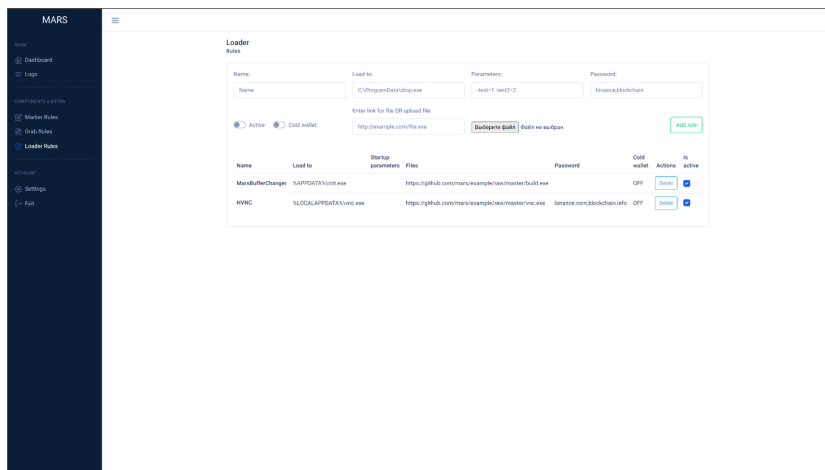 MARS
MAIN
Dashboard
Logs
COMPONENTS & EXTRA
Marker Rules
Grab Rules
Loader Rules
ACCOUNT
Settings
Exit
Loader
Rules
Name: Load to: Parameters: Password:
Name C:\ProgramData\drop.exe -test=1 -test2=2 binance,blockchain
Enter link for file OR upload file:
Active Cold wallet http://example.com/file.exe Выберите файл Файл не выбран Add rule
Name Load to Startup parameters Files Password Cold wallet Actions Is active
MarsBufferChanger %APPDATA%\init.exe https://github.com/mars/example/raw/master/build.exe OFF Delete
HVNC %LOCALAPPDATA%\vnc.exe https://github.com/mars/example/raw/master/vnc.exe binance.com,blockchain.info OFF Delete